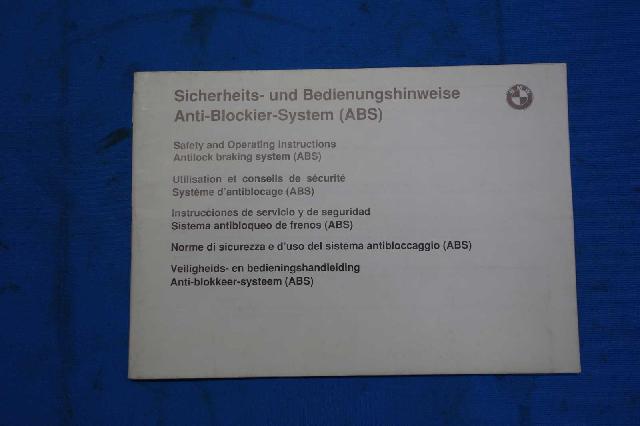 Sicherheits- und Bedienungshinweise
Anti-Blockier-System (ABS)
BMW
Safety and Operating Instructions
Antilock braking system (ABS)
Utilisation et conseils de sécurité
Système d'antiblocage (ABS)
Instrucciones de servicio y de seguridad
Sistema antibloqueo de frenos (ABS)
Norme di sicurezza e d'uso del sistema antibloccaggio (ABS)
Veiligheids- en bedieningshandleiding
Anti-blokkeer-systeem (ABS)